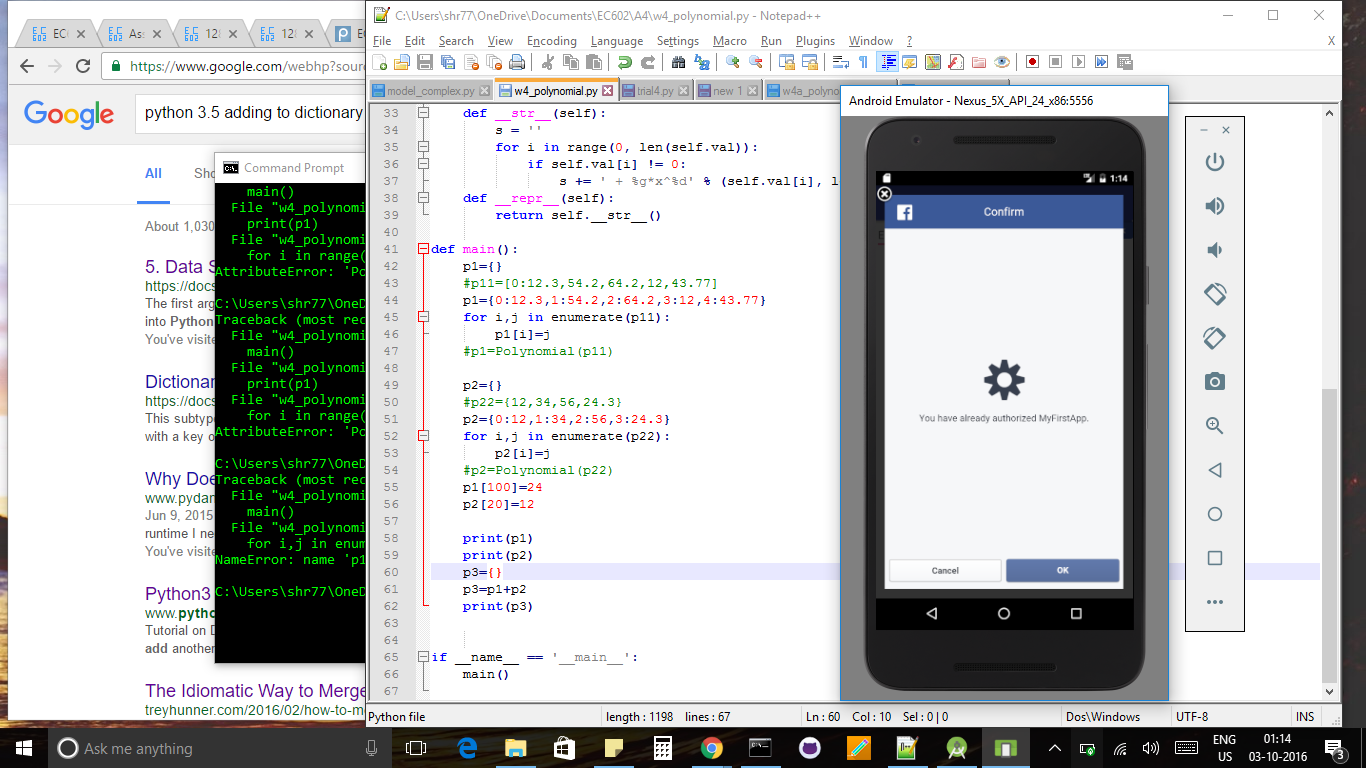 C:\Users\shr77\OneDrive\Documents\EC602\A4\w4_polynomial.py - Notepad++
File Edit Search View Encoding Language Settings Macro Run Plugins Window ? X
model_complex.py w4_polynomial.py trial4.py new 1 w4a_polyno
33 def __str__(self):
34 s = ''
35 for i in range(0, len(self.val)):
36 if self.val[i] != 0:
37 s += ' + %g*x^%d' % (self.val[i], l
38 def __repr__(self):
39 return self.__str__()
40
41 def main():
42 p1={}
43 #p11=[0:12.3,54.2,64.2,12,43.77]
44 p1={0:12.3,1:54.2,2:64.2,3:12,4:43.77}
45 for i,j in enumerate(p11):
46 p1[i]=j
47 #p1=Polynomial(p11)
48
49 p2={}
50 #p22={12,34,56,24.3}
51 p2={0:12,1:34,2:56,3:24.3}
52 for i,j in enumerate(p22):
53 p2[i]=j
54 #p2=Polynomial(p22)
55 p1[100]=24
56 p2[20]=12
57
58 print(p1)
59 print(p2)
60 p3={}
61 p3=p1+p2
62 print(p3)
63
64
65 if __name__ == '__main__':
66 main()
67
Python file length : 1198 lines : 67 Ln : 60 Col : 10 Sel : 0 | 0 Dos\Windows UTF-8 INS
EC Ass 128 128 E
https://www.google.com/webhp?sour
Google
python 3.5 adding to dictionary
All Sho
About 1,030
5. Data S
https://docs
The first arg
into Python
You've visite
Dictionar
https://docs
This subtyp
with a key o
Why Doe
www.pydan
Jun 9, 2015
runtime I ne
You've visite
Python3
www.pytho
Tutorial on D
add another
The Idiomatic Way to Merge
treyhunner.com/2016/02/how-to-m
Command Prompt
main()
File "w4_polynomi
print(p1)
File "w4_polynomi
for i in range(
AttributeError: 'Po
C:\Users\shr77\OneD
Traceback (most rec
File "w4_polynomi
main()
File "w4_polynomi
print(p1)
File "w4_polynomi
for i in range(
AttributeError: 'Po
C:\Users\shr77\OneD
Traceback (most rec
File "w4_polynomi
main()
File "w4_polynomi
for i,j in enum
NameError: name 'p1
C:\Users\shr77\OneD
Android Emulator - Nexus_5X_API_24_x86:5556
1:14
Confirm
You have already authorized MyFirstApp.
Cancel OK
Ask me anything
ENG US
01:14
03-10-2016
3